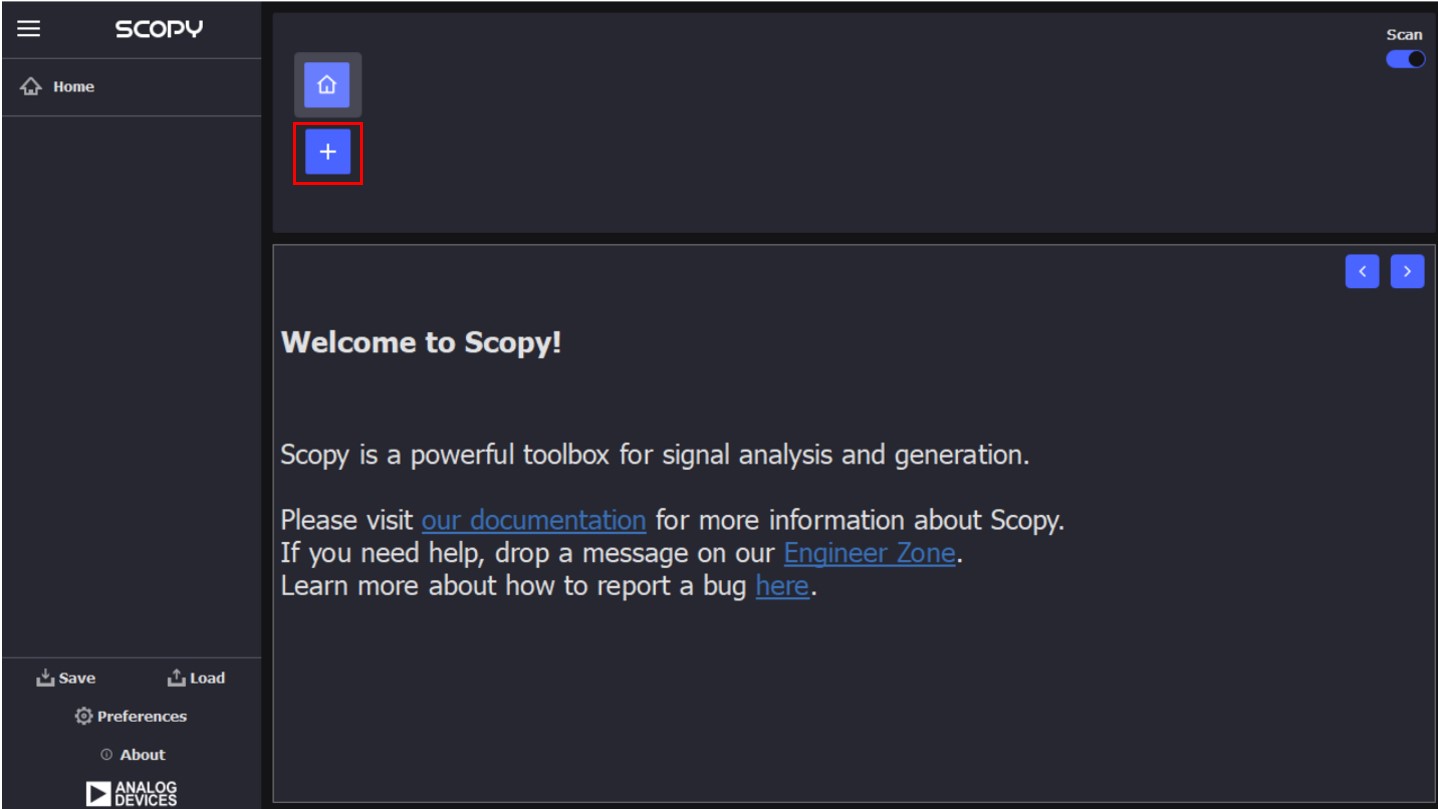 SCOPY
Scan
Home
Welcome to Scopy!
Scopy is a powerful toolbox for signal analysis and generation.
Please visit our documentation for more information about Scopy.
If you need help, drop a message on our Engineer Zone.
Learn more about how to report a bug here.
Save
Load
Preferences
About
ANALOG
DEVICES